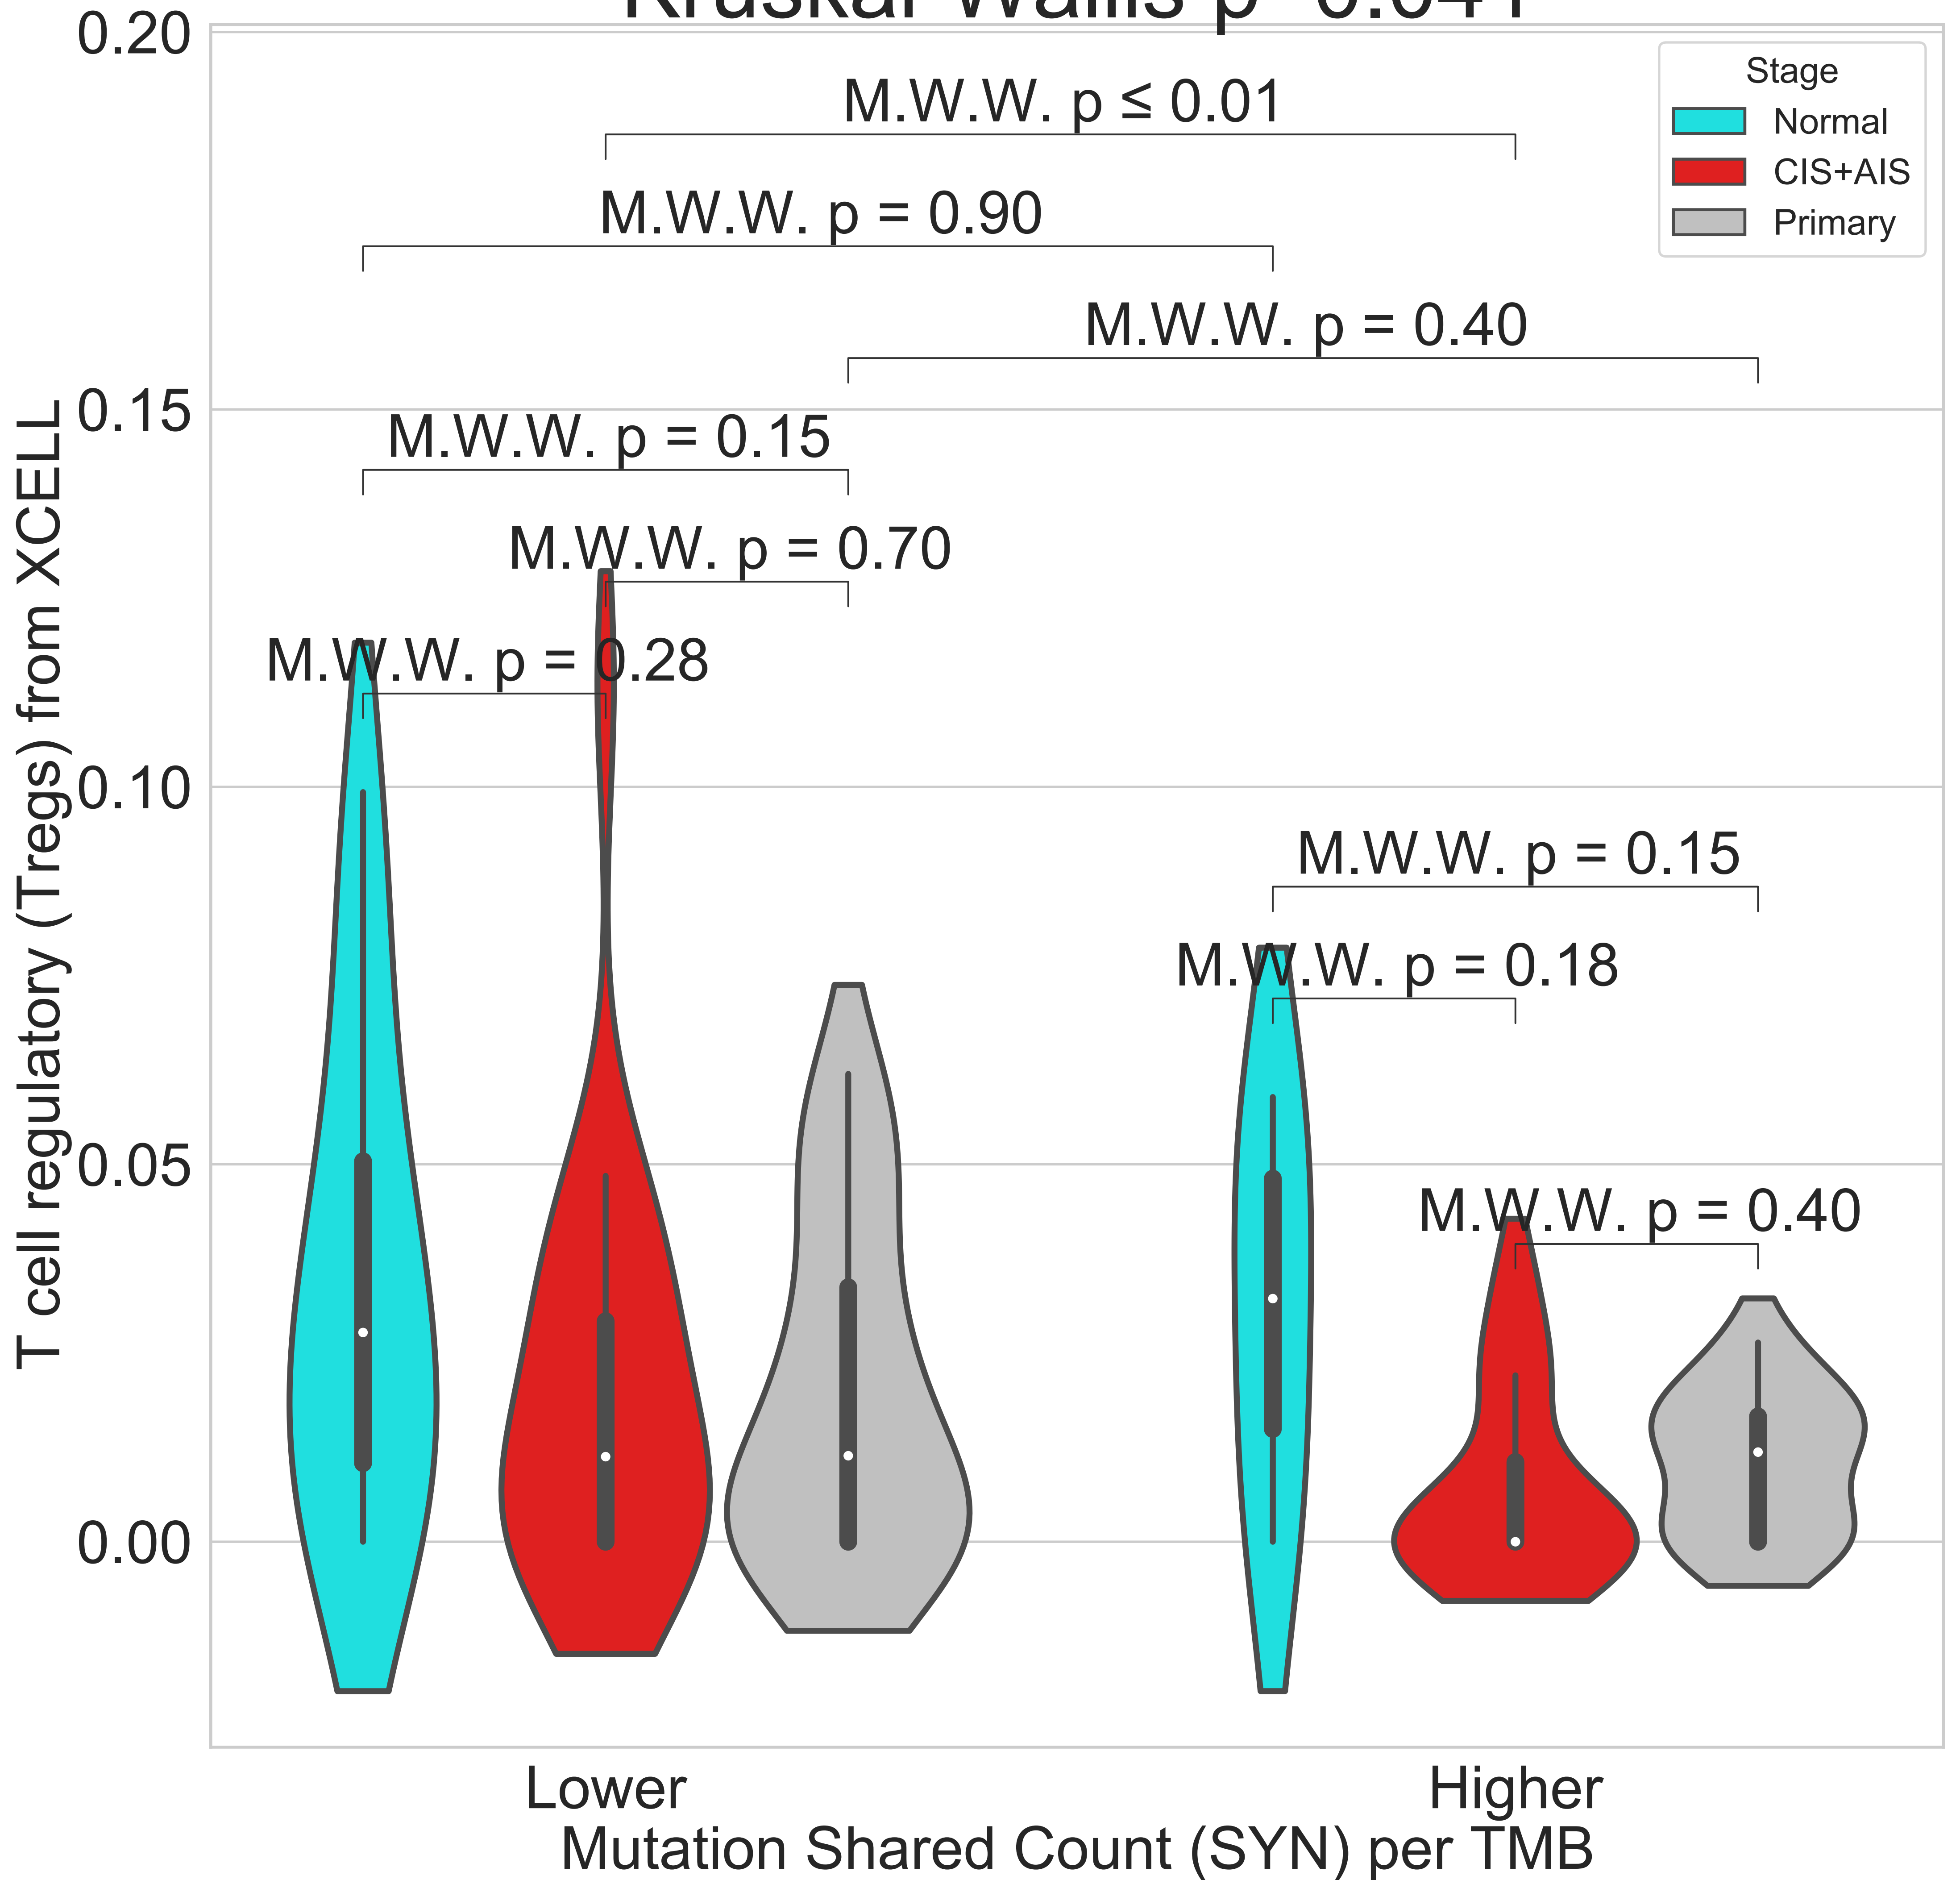 Kruskal Wallis p
0.20
Stage
Normal
CIS+AIS
Primary
M.W.W. p ≤ 0.01
M.W.W. p = 0.90
M.W.W. p = 0.40
0.15
M.W.W. p = 0.15
M.W.W. p = 0.70
M.W.W. p = 0.28
0.10
M.W.W. p = 0.15
M.W.W. p = 0.18
0.05
M.W.W. p = 0.40
0.00
T cell regulatory (Tregs) from XCELL
Lower
Higher
Mutation Shared Count (SYN) per TMB